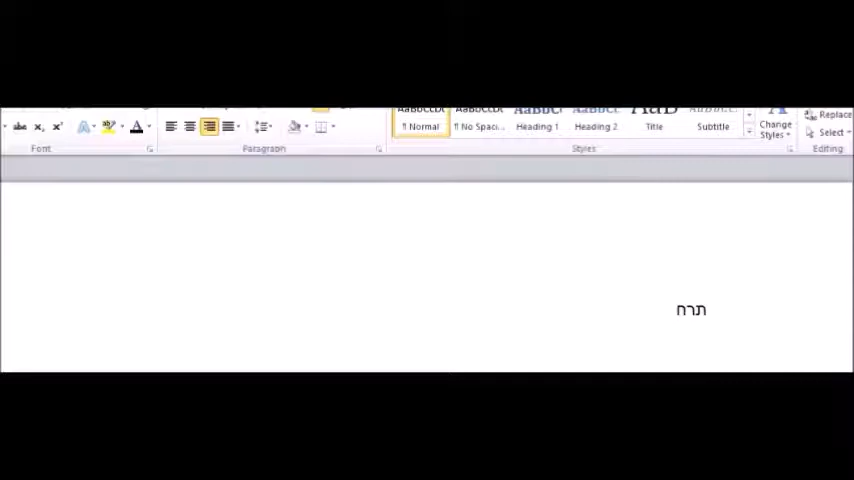 Font
Paragraph
¶ Normal
¶ No Spaci...
Heading 1
Heading 2
Title
Subtitle
Change Styles
Styles
Replace
Select
Editing
תרח